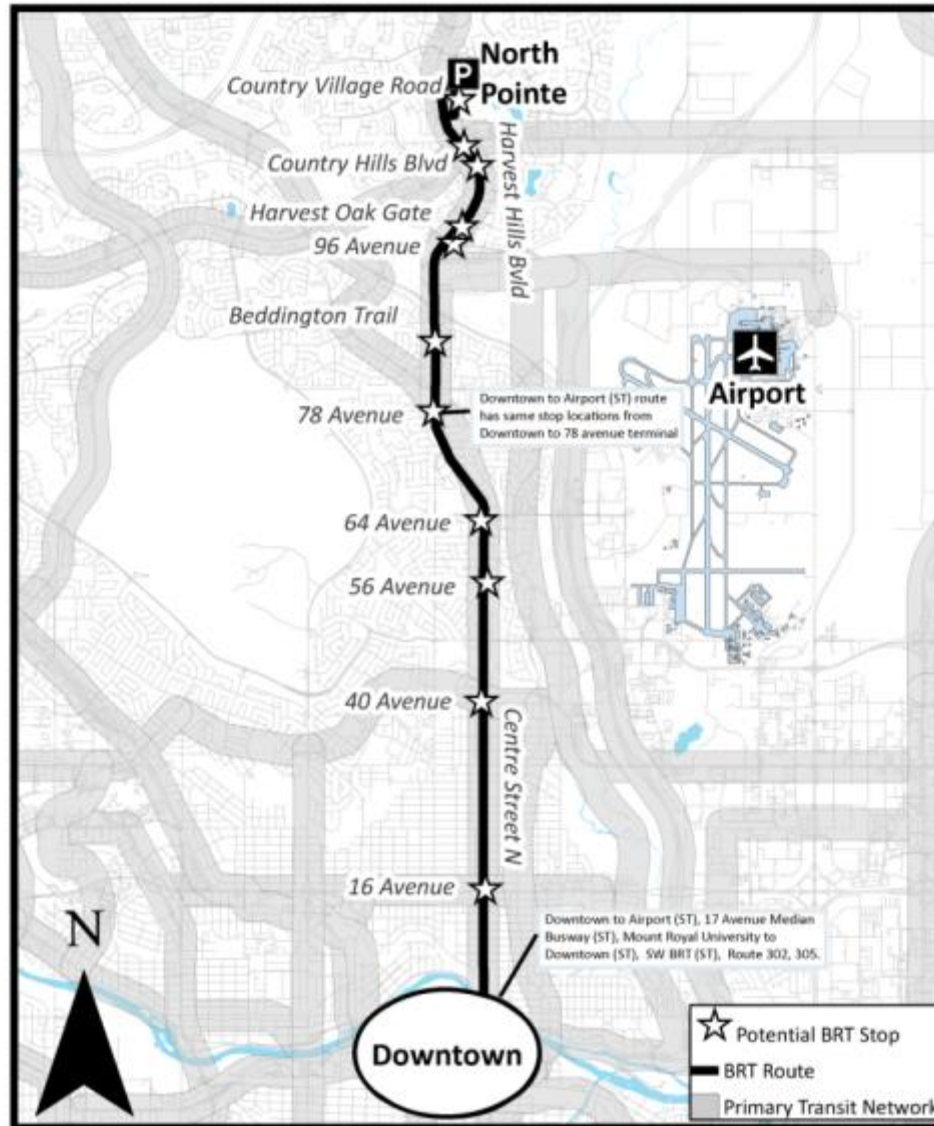 P
North
Pointe
Country Village Road
Country Hills Blvd
Harvest Hills Bvld
Harvest Oak Gate
96 Avenue
Beddington Trail
Airport
78 Avenue
Downtown to Airport (ST) route
has same stop locations from
Downtown to 78 avenue terminal
64 Avenue
56 Avenue
40 Avenue
Centre Street N
16 Avenue
N
Downtown to Airport (ST), 17 Avenue Median
Busway (ST), Mount Royal University to
Downtown (ST), SW BRT (ST), Route 302, 305.
Downtown
Potential BRT Stop
BRT Route
Primary Transit Network